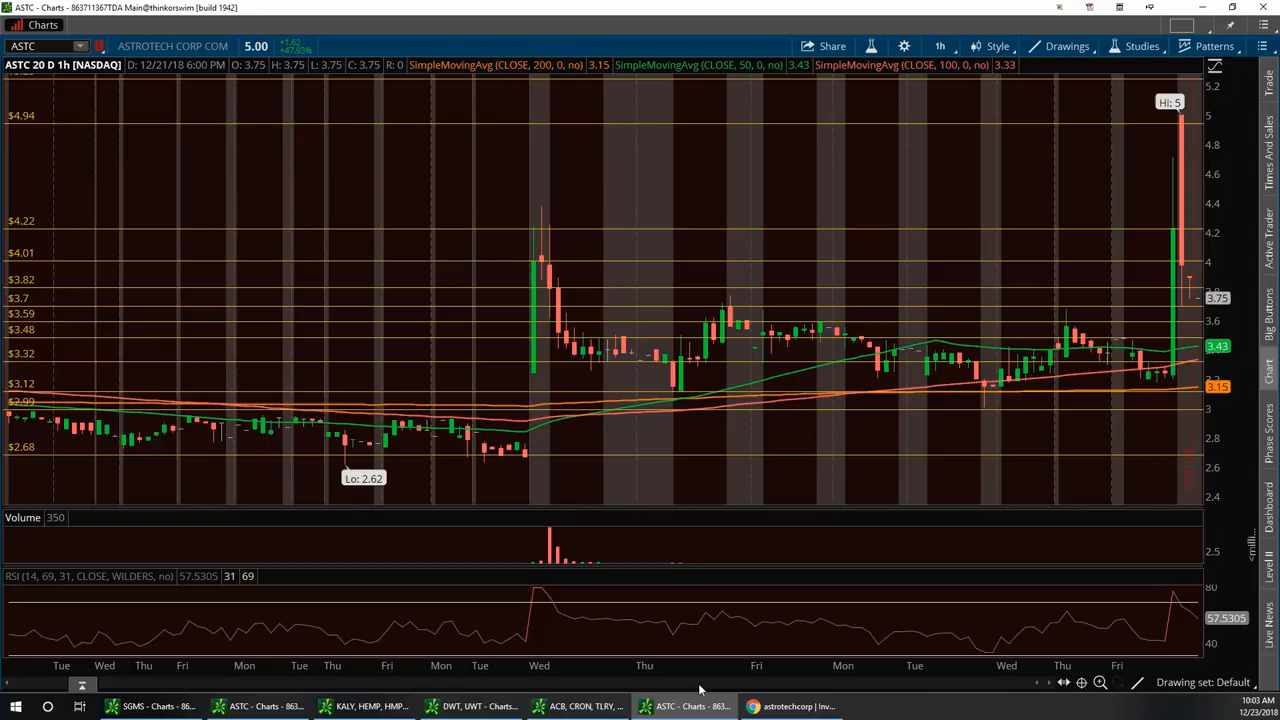 ASTC - Charts - 863711367TDA Main@thinkorswim [build 1942]
Charts
ASTC ASTROTECH CORP COM 5.00 +1.62 +47.93% Share 1h Style Drawings Studies Patterns
ASTC 20 D 1h [NASDAQ] D: 12/21/18 6:00 PM O: 3.75 H: 3.75 L: 3.75 C: 3.75 R: 0 SimpleMovingAvg (CLOSE, 200, 0, no) 3.15 SimpleMovingAvg (CLOSE, 50, 0, no) 3.43 SimpleMovingAvg (CLOSE, 100, 0, no) 3.33
5.2
Hi: 5
$4.94
5
4.8
4.6
4.4
$4.22
4.2
$4.01
4
$3.82
3.8
$3.7
3.75
$3.59
3.6
$3.48
3.43
$3.32
$3.12
3.15
$2.99
3
2.8
$2.68
2.6
Lo: 2.62
2.4
Volume 350
2.5
<milli...
RSI (14, 69, 31, CLOSE, WILDERS, no) 57.5305 31 69
80
57.5305
40
Tue Wed Thu Fri Mon Tue Thu Fri Mon Tue Wed Thu Fri Mon Tue Wed Thu Fri
Drawing set: Default
Trade
Times And Sales
Active Trader
Big Buttons
Chart
Phase Scores
Dashboard
Level II
Live News
SGMS - Charts - 86...
ASTC - Charts - 863...
KALY, HEMP, HMP...
DWT, UWT - Charts...
ACB, CRON, TLRY, ...
ASTC - Charts - 863...
astrotechcorp | Inv...
10:03 AM
12/23/2018